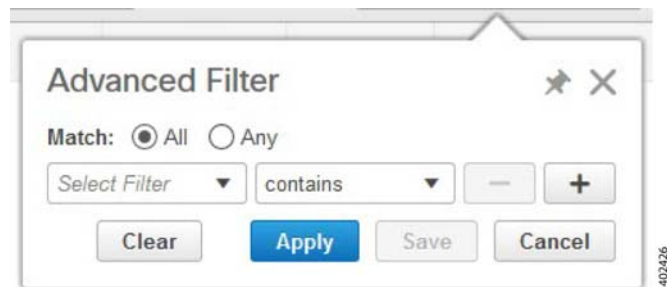 Advanced Filter
Match: All Any
Select Filter contains
Clear Apply Save Cancel
402426